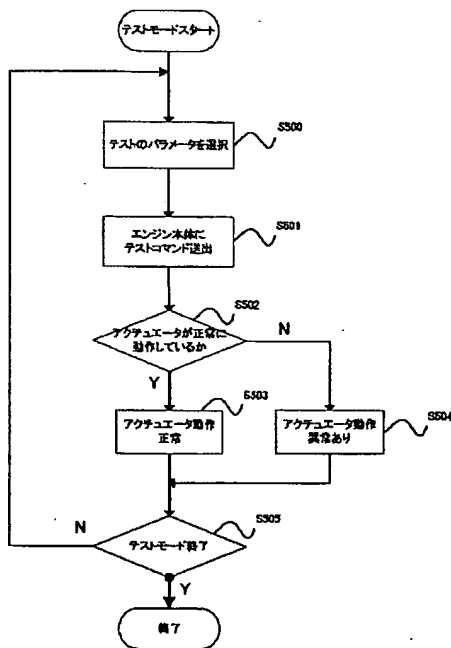 テストモードスタート
S500
テストのパラメータを選択
S501
エンジン本体に
テストコマンド送出
S502
アクチュエータが正常に
動作しているか
N
Y
S503
アクチュエータ動作
正常
S504
アクチュエータ動作
異常あり
S505
N
テストモード終了
Y
終了